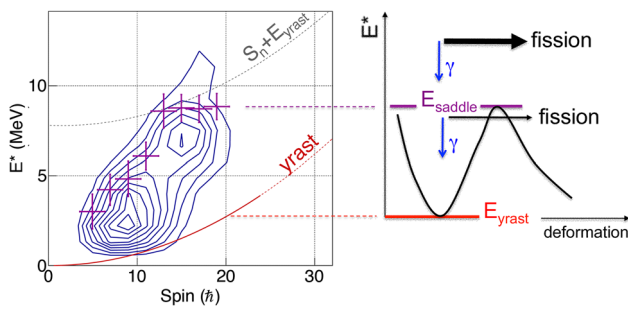 E* (MeV)
10
5
0
0
10
20
30
Spin (ħ)
Sn+Eyrast
yrast
E*
fission
γ
Esaddle
fission
γ
Eyrast
deformation